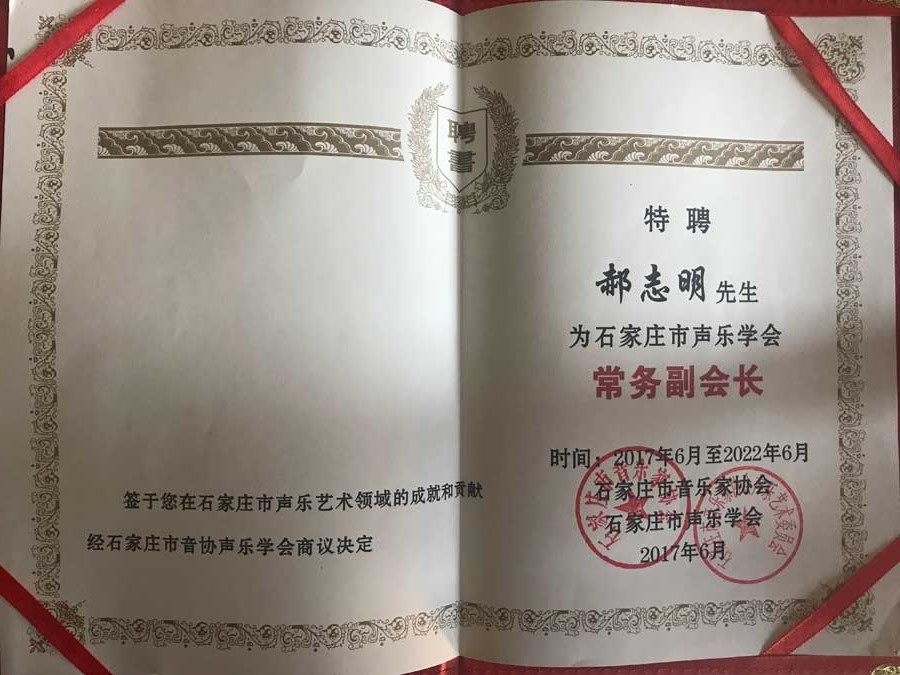 聘書
签于您在石家庄市声乐艺术领域的成就和贡献
经石家庄市音协声乐学会商议决定
特聘
郝志明先生
为石家庄市声乐学会
常务副会长
时间：2017年6月至2022年6月
石家庄市音乐家协会
石家庄市声乐学会
2017年6月